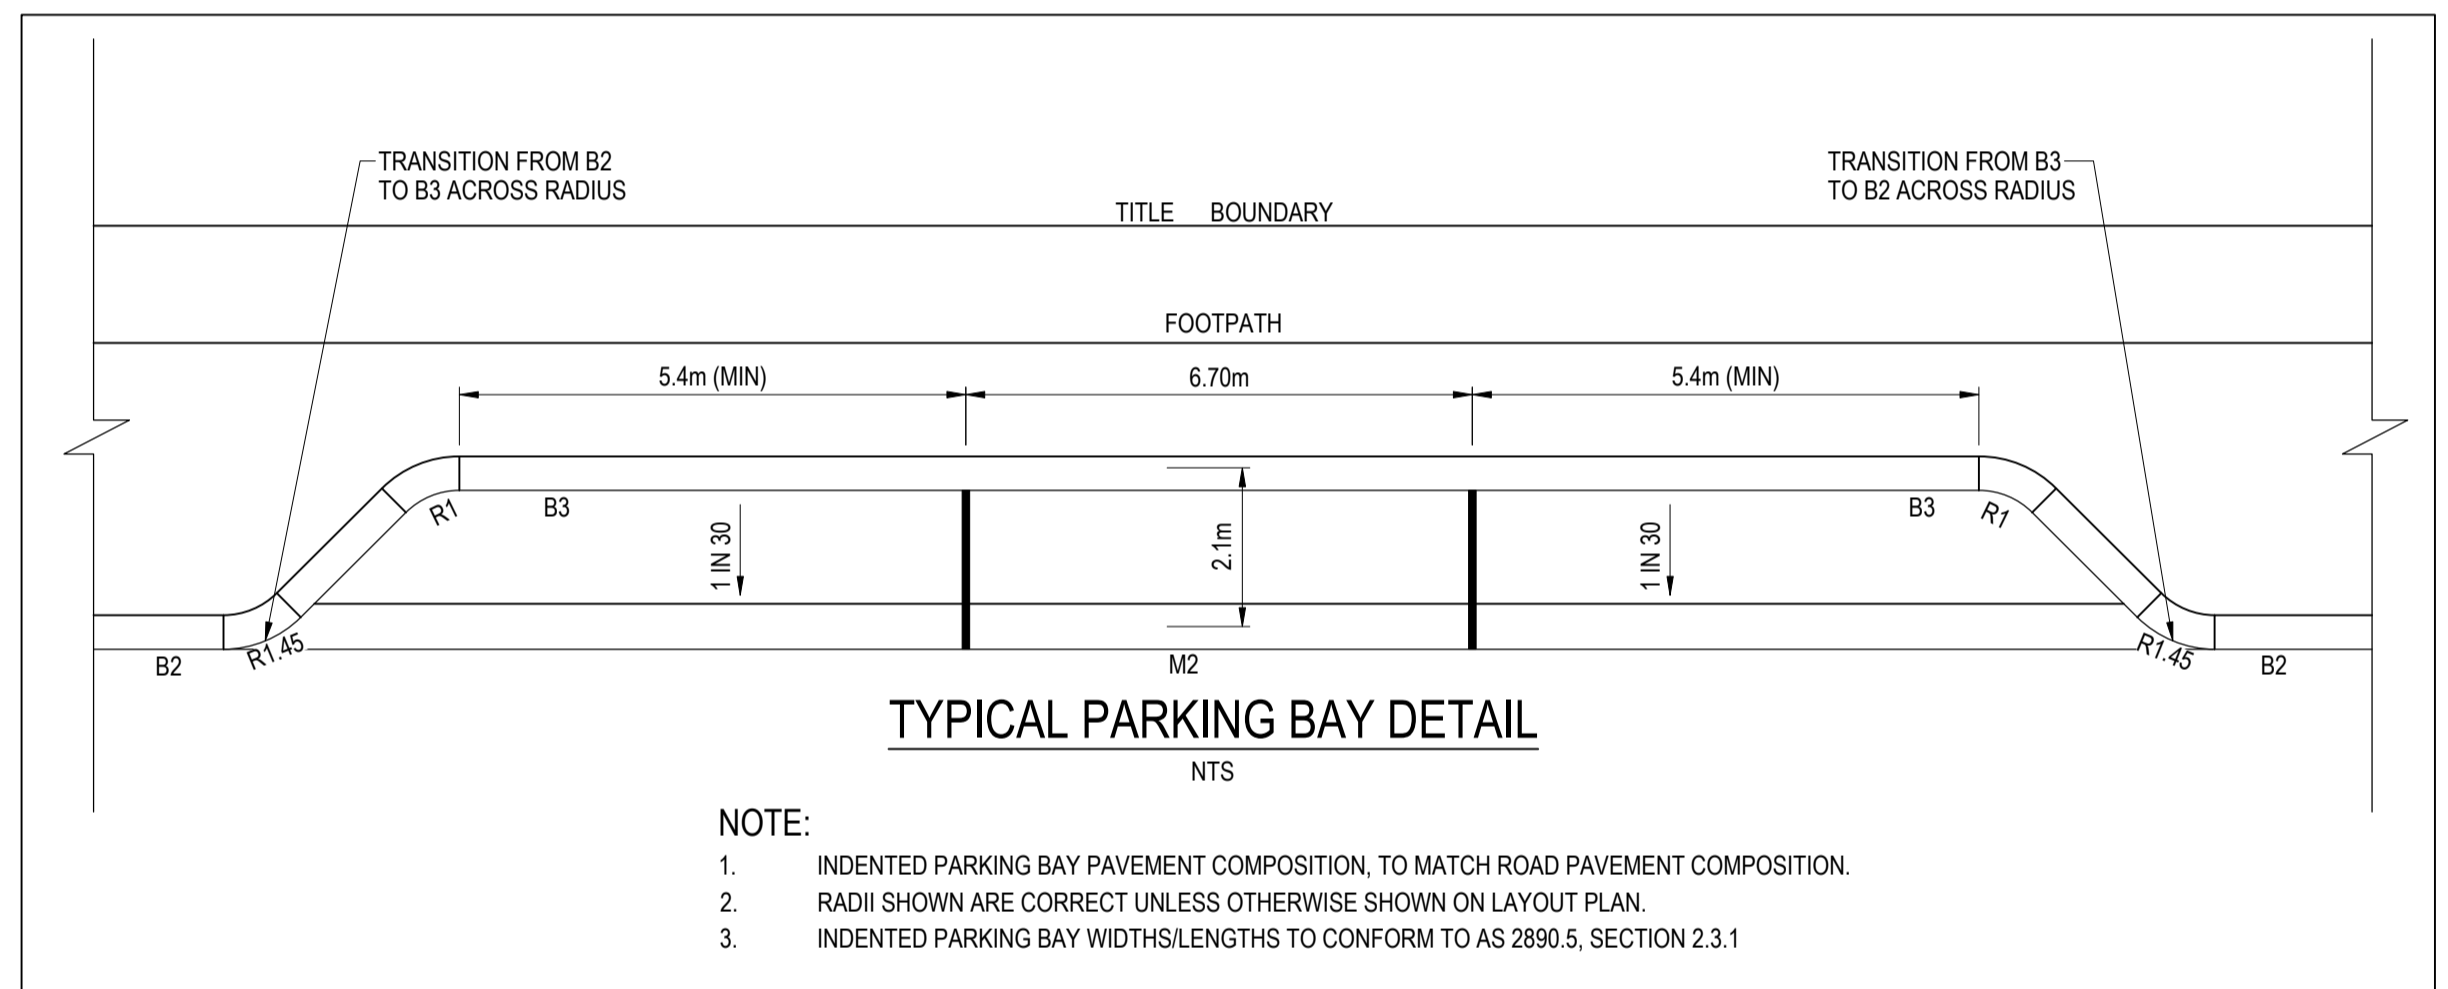 TRANSITION FROM B2
TO B3 ACROSS RADIUS
TRANSITION FROM B3
TO B2 ACROSS RADIUS
TITLE BOUNDARY
FOOTPATH
5.4m (MIN)
6.70m
5.4m (MIN)
R1
B3
1 IN 30
2.1m
1 IN 30
B3
R1
B2
R1.45
M2
R1.45
B2
TYPICAL PARKING BAY DETAIL
NTS
NOTE:
1. INDENTED PARKING BAY PAVEMENT COMPOSITION, TO MATCH ROAD PAVEMENT COMPOSITION.
2. RADII SHOWN ARE CORRECT UNLESS OTHERWISE SHOWN ON LAYOUT PLAN.
3. INDENTED PARKING BAY WIDTHS/LENGTHS TO CONFORM TO AS 2890.5, SECTION 2.3.1